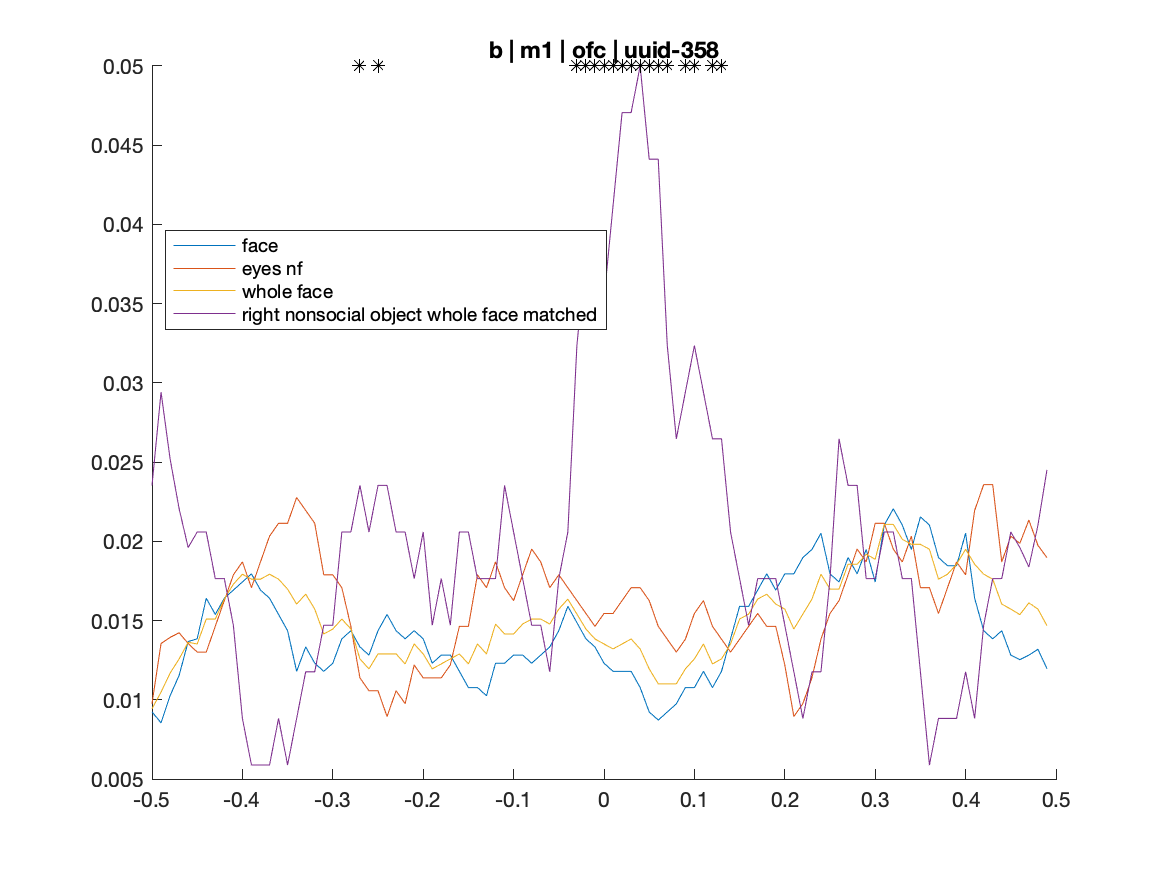 b | m1 | ofc | uuid-358
0.05
0.045
0.04
0.035
0.03
0.025
0.02
0.015
0.01
0.005
face
eyes nf
whole face
right nonsocial object whole face matched
-0.5 -0.4 -0.3 -0.2 -0.1 0 0.1 0.2 0.3 0.4 0.5